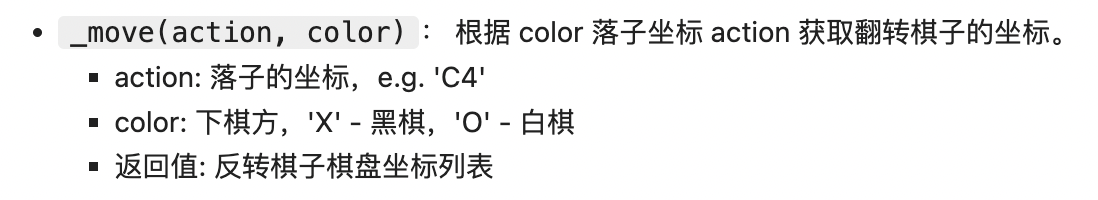 • _move(action, color)： 根据 color 落子坐标 action 获取翻转棋子的坐标。
▪ action: 落子的坐标，e.g. 'C4'
▪ color: 下棋方，'X' - 黑棋，'O' - 白棋
▪ 返回值: 反转棋子棋盘坐标列表